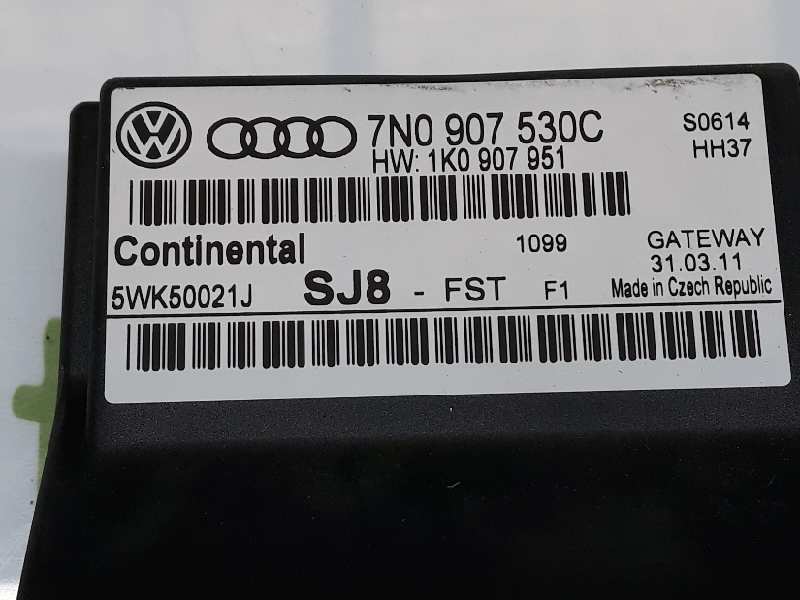 7N0 907 530C S0614
HW: 1K0 907 951 HH37
Continental 1099 GATEWAY
31.03.11
5WK50021J SJ8 - FST F1 Made in Czech Republic